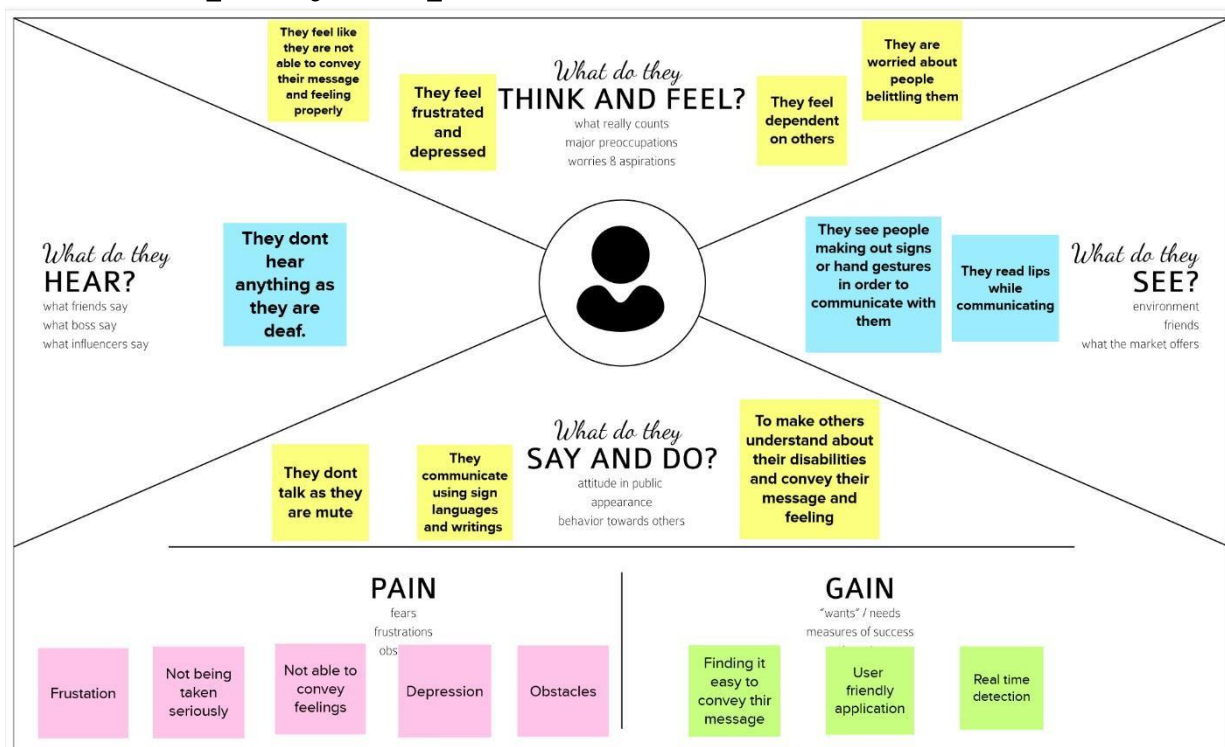 They feel like
they are not
able to convey
their message
and feeling
properly
They feel
frustrated
and
depressed
What do they
THINK AND FEEL?
what really counts
major preoccupations
worries & aspirations
They feel
dependent
on others
They are
worried about
people
belittling them
What do they
HEAR?
what friends say
what boss say
what influencers say
They dont
hear
anything as
they are
deaf.
They see people
making out signs
or hand gestures
in order to
communicate with
them
They read lips
while
communicating
What do they
SEE?
environment
friends
what the market offers
They dont
talk as they
are mute
They
communicate
using sign
languages
and writings
What do they
SAY AND DO?
attitude in public
appearance
behavior towards others
To make others
understand about
their disabilities
and convey their
message and
feeling
PAIN
fears
frustrations
Frustation
Not being
taken
seriously
Not able to
convey
feelings
Depression
Obstacles
GAIN
"wants" / needs
measures of success
Finding it
easy to
convey thir
message
User
friendly
application
Real time
detection